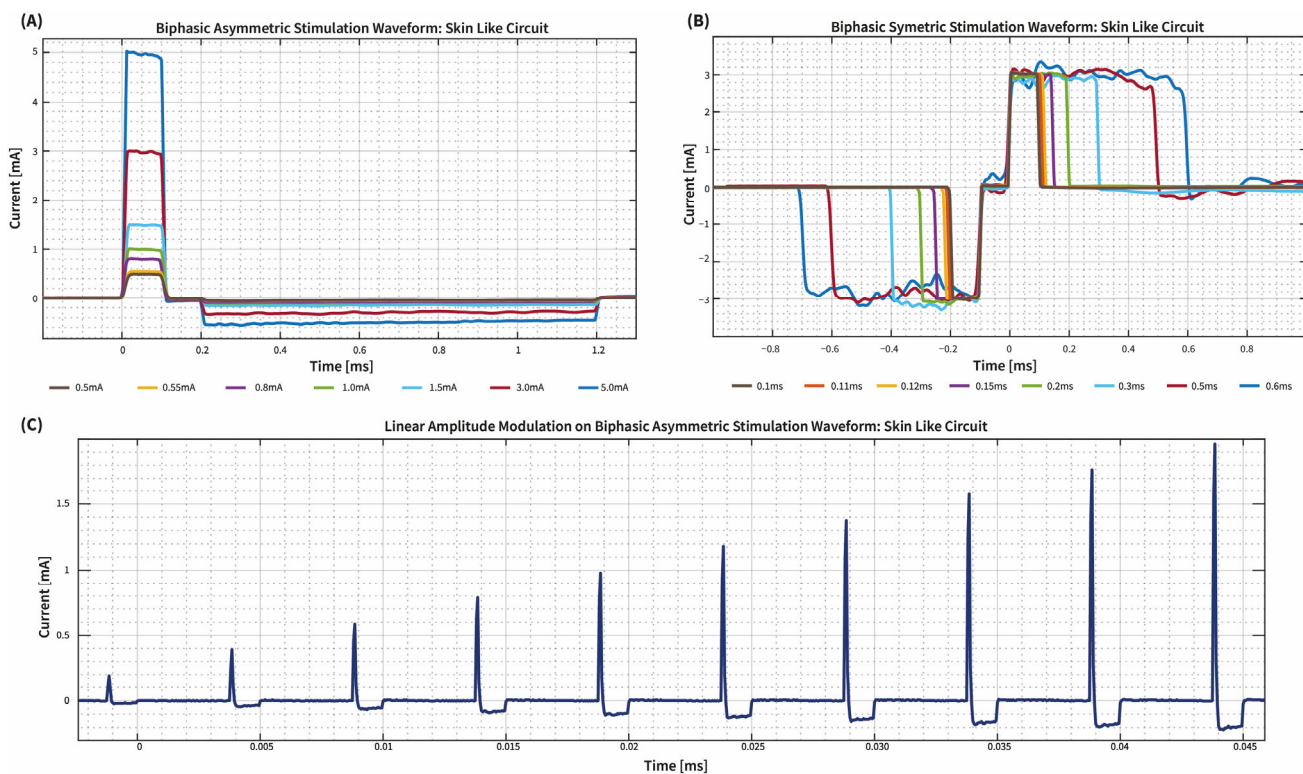 (A)
Biphasic Asymmetric Stimulation Waveform: Skin Like Circuit
Current [mA]
5
4
3
2
1
0
0 0.2 0.4 0.6 0.8 1 1.2
Time [ms]
0.5mA 0.55mA 0.8mA 1.0mA 1.5mA 3.0mA 5.0mA
(B)
Biphasic Symetric Stimulation Waveform: Skin Like Circuit
Current [mA]
3
2
1
0
−1
−2
−3
−0.8 −0.6 −0.4 −0.2 0 0.2 0.4 0.6 0.8
Time [ms]
0.1ms 0.11ms 0.12ms 0.15ms 0.2ms 0.3ms 0.5ms 0.6ms
(C)
Linear Amplitude Modulation on Biphasic Asymmetric Stimulation Waveform: Skin Like Circuit
Current [mA]
1.5
1
0.5
0
0 0.005 0.01 0.015 0.02 0.025 0.030 0.035 0.04 0.045
Time [ms]